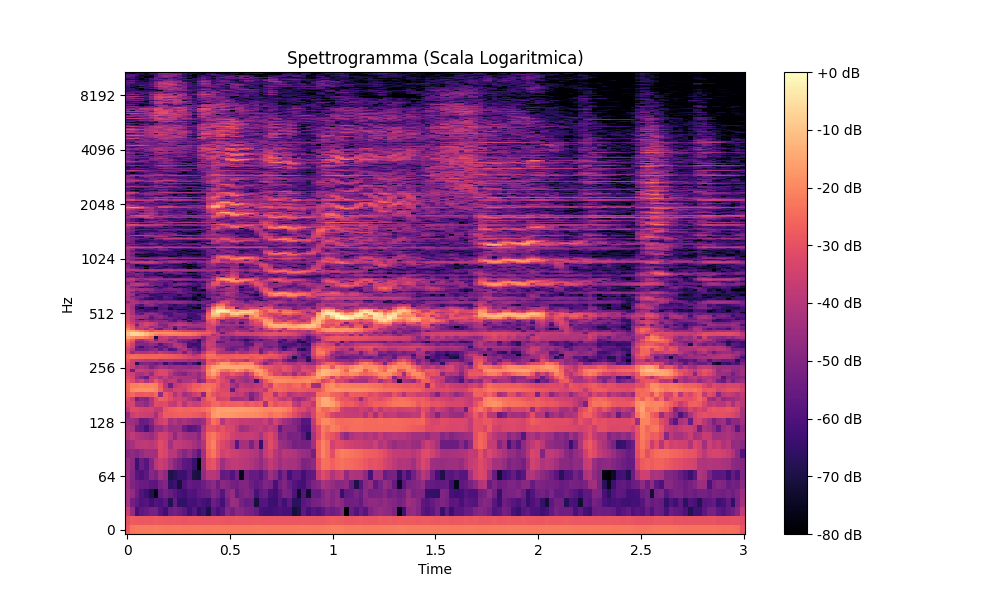 Spettrogramma (Scala Logaritmica)
Hz
8192
4096
2048
1024
512
256
128
64
0
0
0.5
1
1.5
2
2.5
3
Time
+0 dB
-10 dB
-20 dB
-30 dB
-40 dB
-50 dB
-60 dB
-70 dB
-80 dB